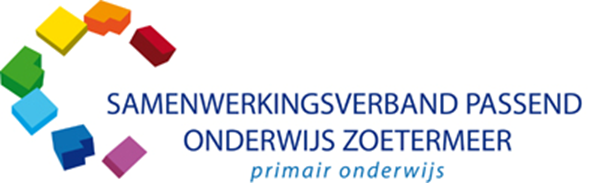 SAMENWERKINGSVERBAND PASSEND
ONDERWIJS ZOETERMEER
primair onderwijs